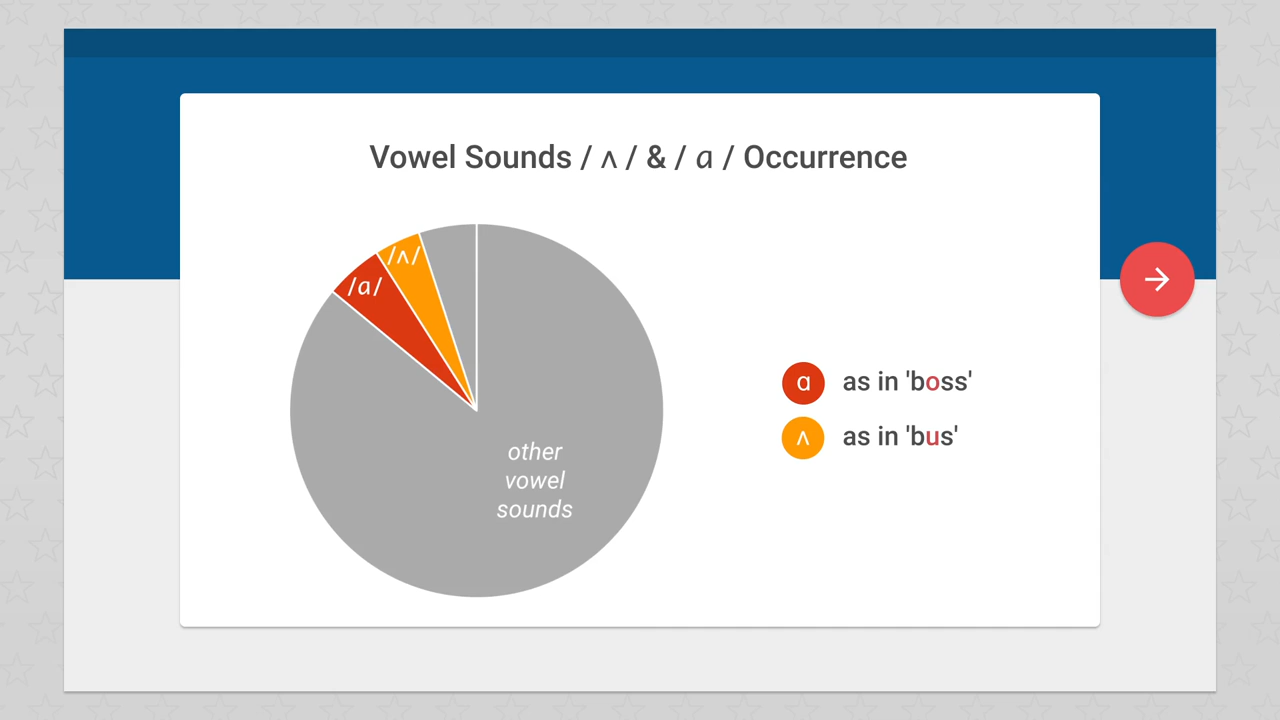 Vowel Sounds / ʌ / & / ɑ / Occurrence
/ʌ/
/ɑ/
ɑ as in 'boss'
ʌ as in 'bus'
other
vowel
sounds